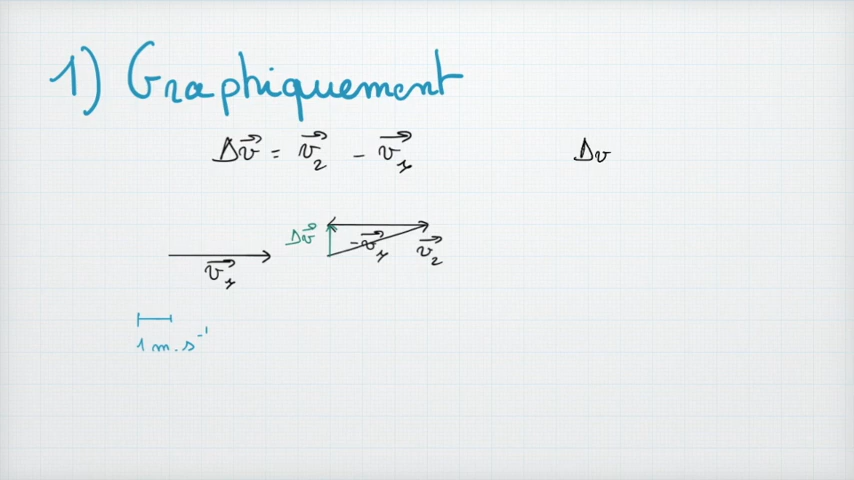 1) Graphiquement
Δv⃗ = v⃗₂ - v⃗₁ Δv
Δv⃗ -v⃗₁ v⃗₂
v⃗₁
1 m.s⁻¹